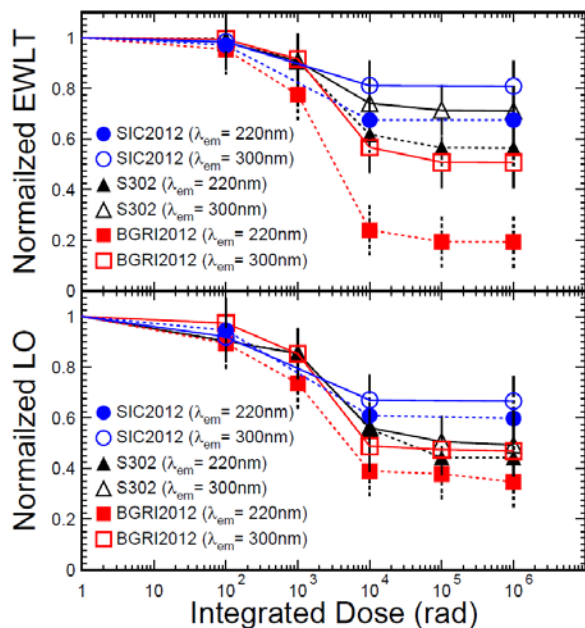 Normailzed EWLT
1
0.8
0.6
0.4
0.2
0
SIC2012 (λem= 220nm)
SIC2012 (λem= 300nm)
S302 (λem= 220nm)
S302 (λem= 300nm)
BGRI2012 (λem= 220nm)
BGRI2012 (λem= 300nm)
Normailzed LO
1
0.8
0.6
0.4
0.2
0
SIC2012 (λem= 220nm)
SIC2012 (λem= 300nm)
S302 (λem= 220nm)
S302 (λem= 300nm)
BGRI2012 (λem= 220nm)
BGRI2012 (λem= 300nm)
1 10 10² 10³ 10⁴ 10⁵ 10⁶
Integrated Dose (rad)